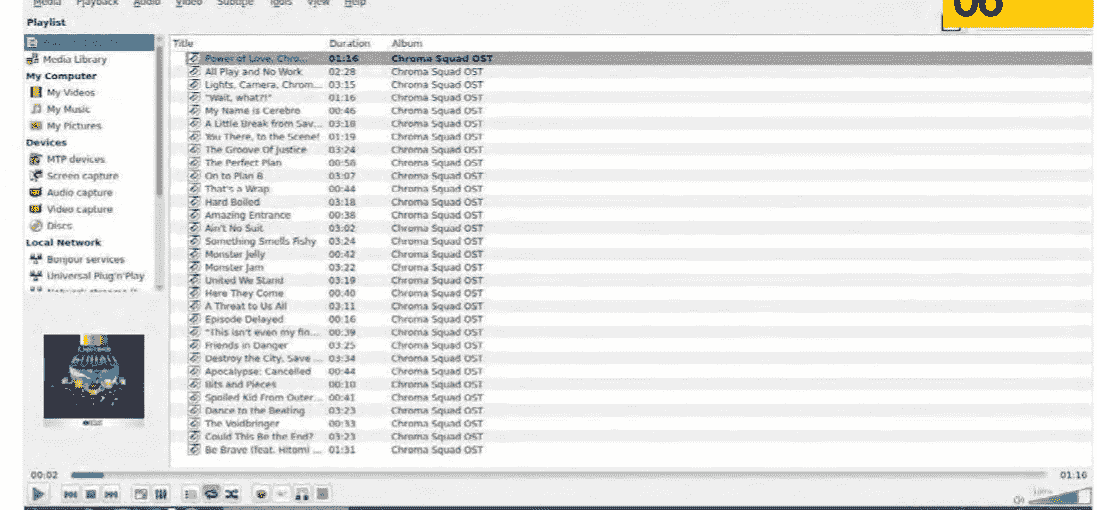 Media Playback Audio Video Subtitle Tools View Help
Playlist
Title Duration Album
Media Library
My Computer
My Videos
My Music
My Pictures
Devices
MTP devices
Screen capture
Audio capture
Video capture
Discs
Local Network
Bonjour services
Universal Plug'n'Play
Power of Love, Chro... 01:16 Chroma Squad OST
All Play and No Work 02:28 Chroma Squad OST
Lights, Camera, Chrom... 03:15 Chroma Squad OST
"Wait, what?!" 01:16 Chroma Squad OST
My Name is Cerebro 00:46 Chroma Squad OST
A Little Break from Sav... 03:18 Chroma Squad OST
You There, to the Scene! 01:19 Chroma Squad OST
The Groove Of Justice 03:24 Chroma Squad OST
The Perfect Plan 00:58 Chroma Squad OST
On to Plan B 03:07 Chroma Squad OST
That's a Wrap 00:44 Chroma Squad OST
Hard Boiled 03:18 Chroma Squad OST
Amazing Entrance 00:38 Chroma Squad OST
Ain't No Suit 03:02 Chroma Squad OST
Something Smells Fishy 03:24 Chroma Squad OST
Monster Jelly 00:42 Chroma Squad OST
Monster Jam 03:22 Chroma Squad OST
United We Stand 03:19 Chroma Squad OST
Here They Come 00:40 Chroma Squad OST
A Threat to Us All 03:11 Chroma Squad OST
Episode Delayed 00:16 Chroma Squad OST
"This isn't even my fin... 00:39 Chroma Squad OST
Friends in Danger 03:25 Chroma Squad OST
Destroy the City, Save ... 03:34 Chroma Squad OST
Apocalypse: Cancelled 00:44 Chroma Squad OST
Bits and Pieces 00:10 Chroma Squad OST
Spoiled Kid From Outer... 00:41 Chroma Squad OST
Dance to the Beating 03:23 Chroma Squad OST
The Voidbringer 00:33 Chroma Squad OST
Could This Be the End? 03:23 Chroma Squad OST
Be Brave (feat. Hitomi ... 01:31 Chroma Squad OST
00:02 01:16